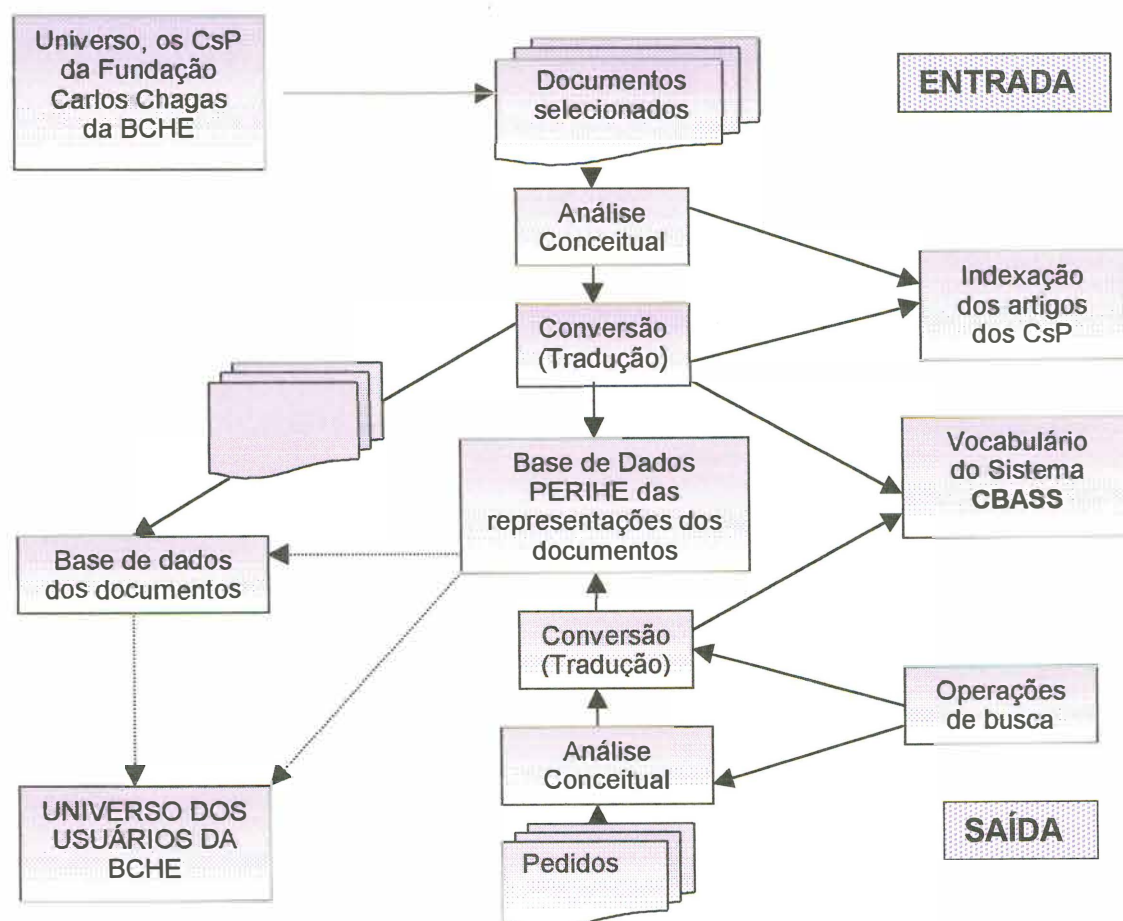 Universo, os CsP
da Fundação
Carlos Chagas
da BCHE
Documentos
selecionados
ENTRADA
Análise
Conceitual
Indexação
dos artigos
dos CsP
Conversão
(Tradução)
Vocabulário
do Sistema
CBASS
Base de Dados
PERIHE das
representações dos
documentos
Base de dados
dos documentos
Conversão
(Tradução)
Operações
de busca
Análise
Conceitual
UNIVERSO DOS
USUÁRIOS DA
BCHE
SAÍDA
Pedidos